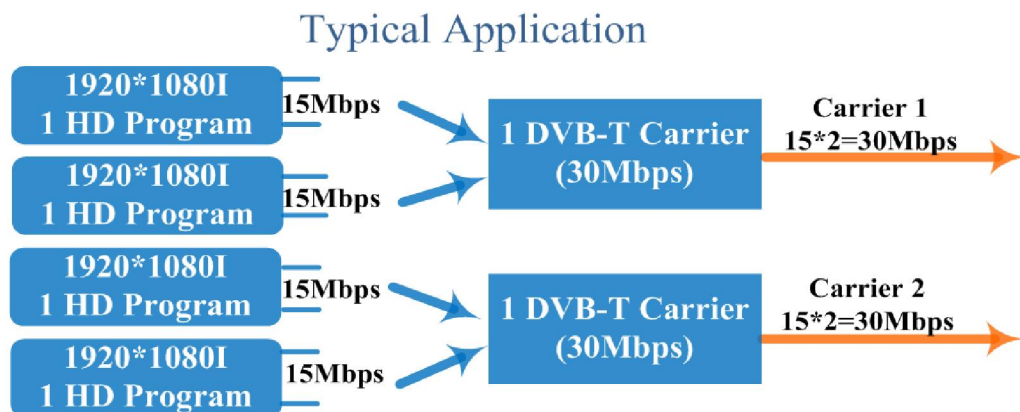 Typical Application
1920*1080I
1 HD Program
15Mbps
1920*1080I
1 HD Program
15Mbps
1 DVB-T Carrier
(30Mbps)
Carrier 1
15*2=30Mbps
1920*1080I
1 HD Program
15Mbps
1920*1080I
1 HD Program
15Mbps
1 DVB-T Carrier
(30Mbps)
Carrier 2
15*2=30Mbps